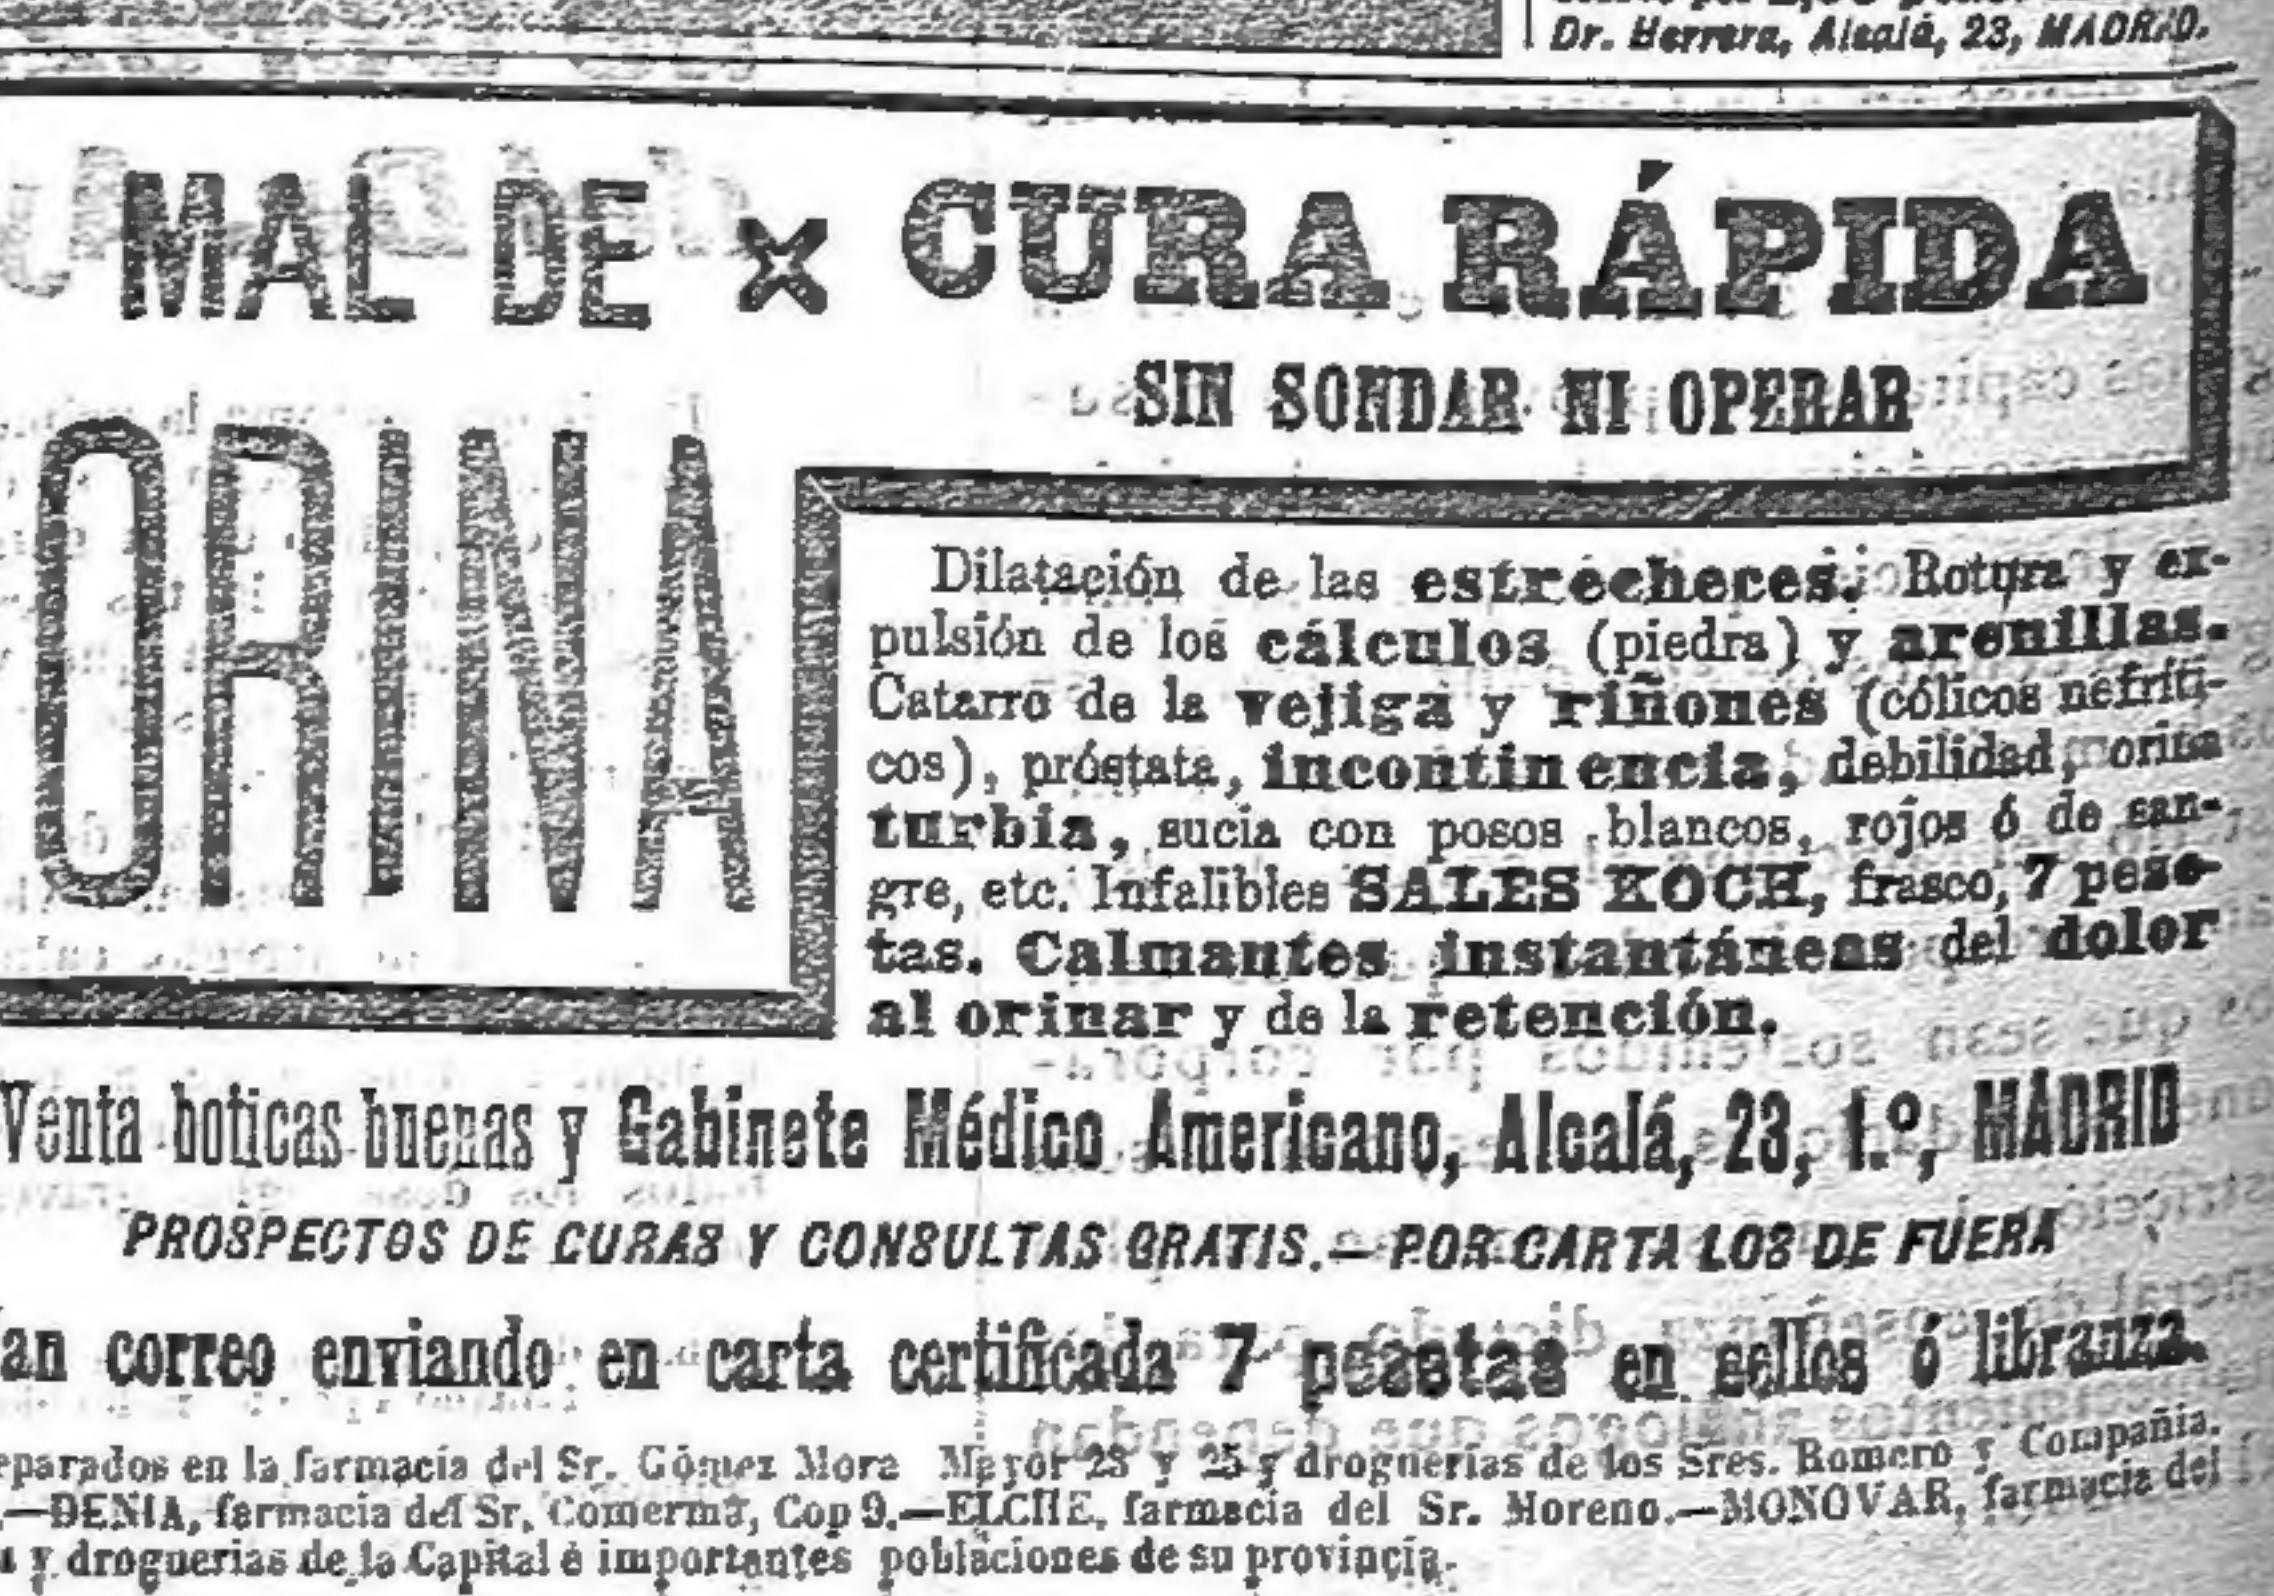 Dr. Herrera, Alcalá, 23, MADRID.
MAL DE × CURA RÁPIDA
SIN SONDAR NI OPERAR
ORINA
Dilatación de las estrécheces. Rotura y ex-
pulsión de los cálculos (piedra) y arenillas.
Catarro de la vejiga y riñones (cólicos nefríti-
cos), próstata, incontinencia, debilidad, orina
turbia, sucia con posos blancos, rojos ó de san-
gre, etc. Infalibles SALES KOCH, frasco, 7 pese-
tas. Calmantes instantáneas del dolor
al orinar y de la retención.
Venta boticas buenas y Gabinete Médico Americano, Alcalá, 23, 1.º, MADRID
PROSPECTOS DE CURAS Y CONSULTAS GRATIS.—POR CARTA LOS DE FUERA
an correo enviando en carta certificada 7 pesetas en sellos ó libranza.
eparados en la farmacia del Sr. Gómez Mora Mayor 23 y 25 y droguerías de los Sres. Romero y Compañia.
.—DENIA, farmacia del Sr. Comerma, Cop 9.—ELCHE, farmacia del Sr. Moreno.—MONOVAR, farmacia del
y droguerias de la Capital é importantes poblaciones de su provincia.